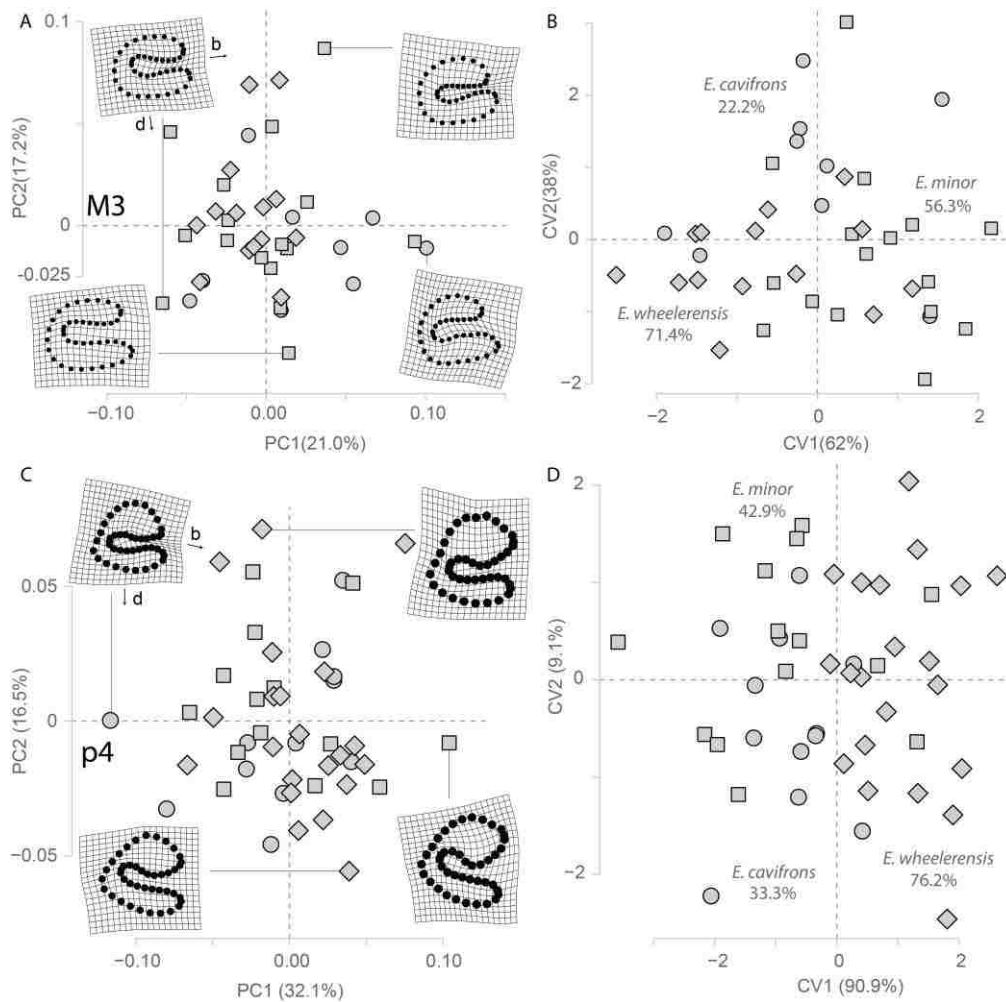 A
0.1
b
d
PC2(17.2%)
M3
0
-0.025
−0.10
0.00
0.10
PC1(21.0%)
B
2
E. cavifrons
22.2%
E. minor
56.3%
CV2(38%)
0
E. wheelerensis
71.4%
−2
−2
0
2
CV1(62%)
C
b
d
0.05
PC2 (16.5%)
0
p4
−0.05
−0.10
0.00
0.10
PC1 (32.1%)
D
2
E. minor
42.9%
CV2 (9.1%)
0
−2
E. cavifrons
33.3%
E. wheelerensis
76.2%
0
2
CV1 (90.9%)